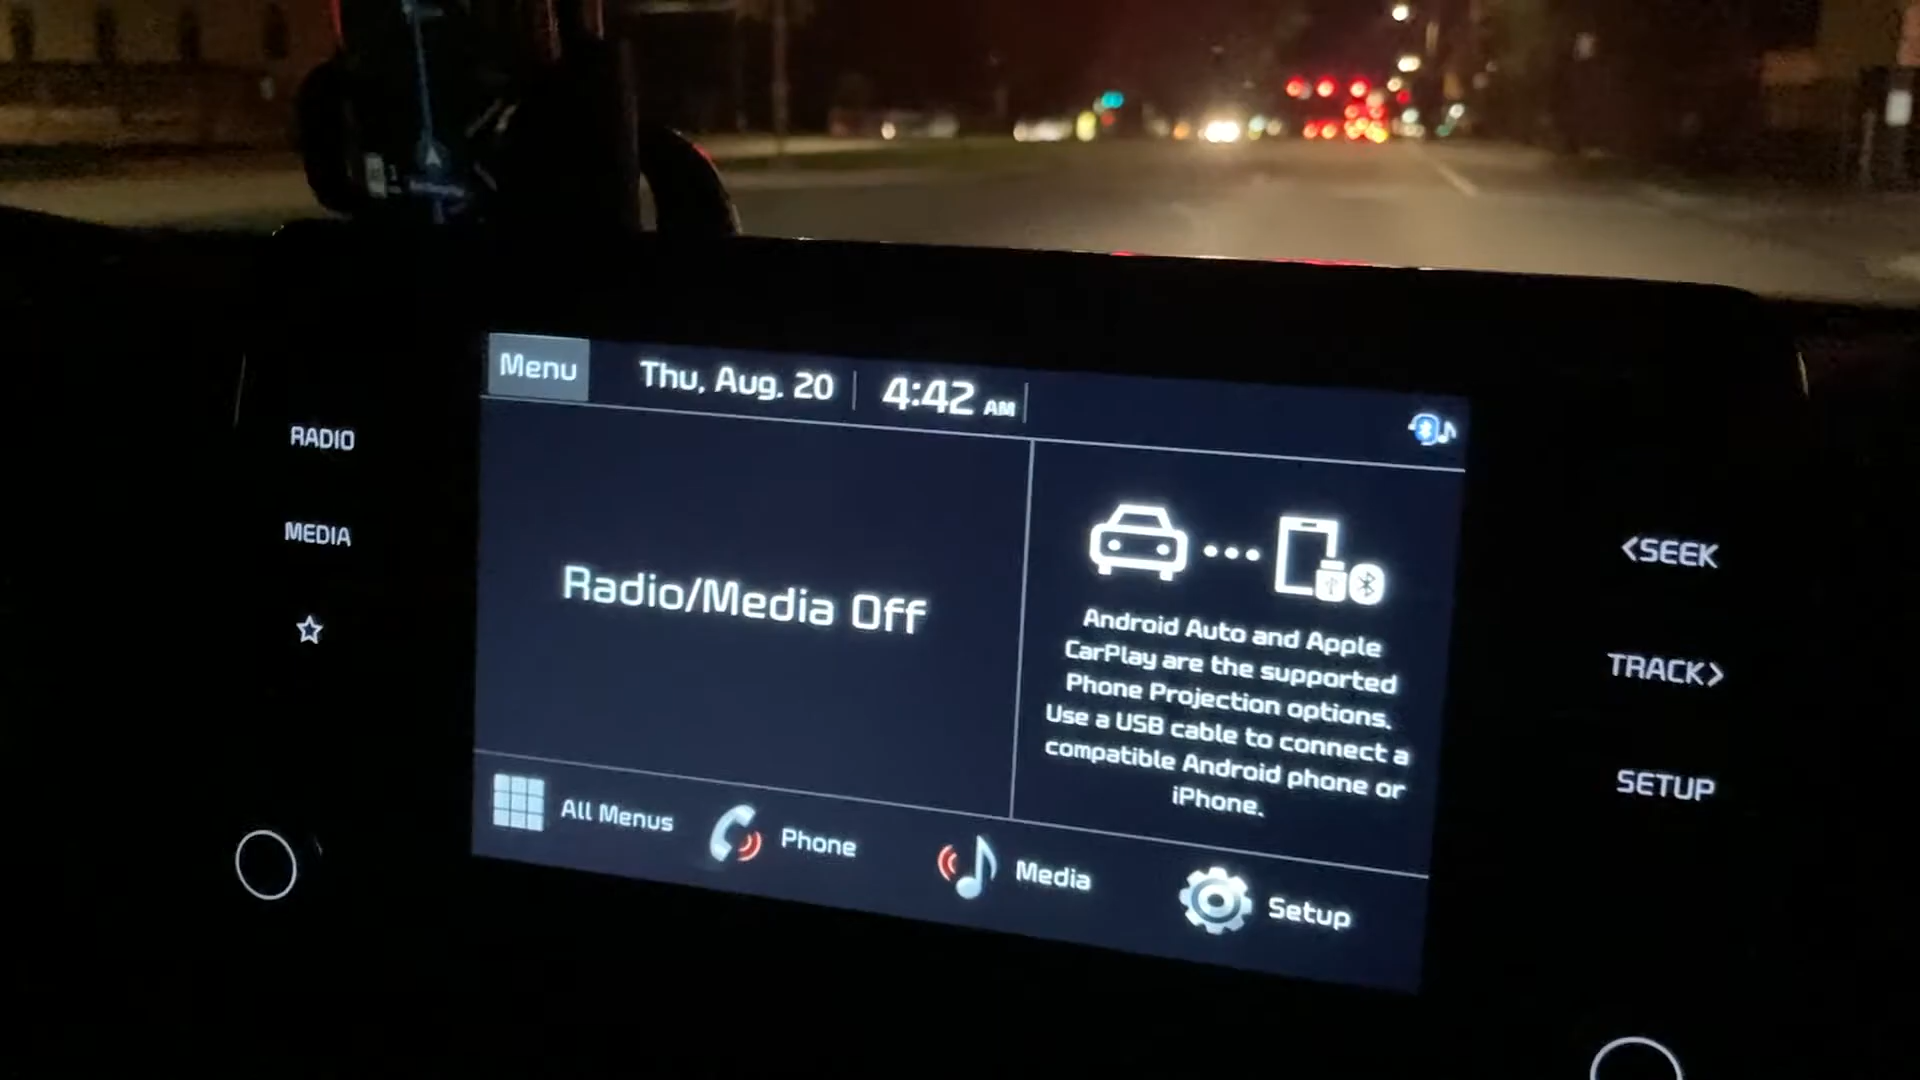 Menu
Thu, Aug. 20
4:42 AM
RADIO
MEDIA
Radio/Media Off
Android Auto and Apple
CarPlay are the supported
Phone Projection options.
Use a USB cable to connect a
compatible Android phone or
iPhone.
<SEEK
TRACK>
SETUP
All Menus
Phone
Media
Setup